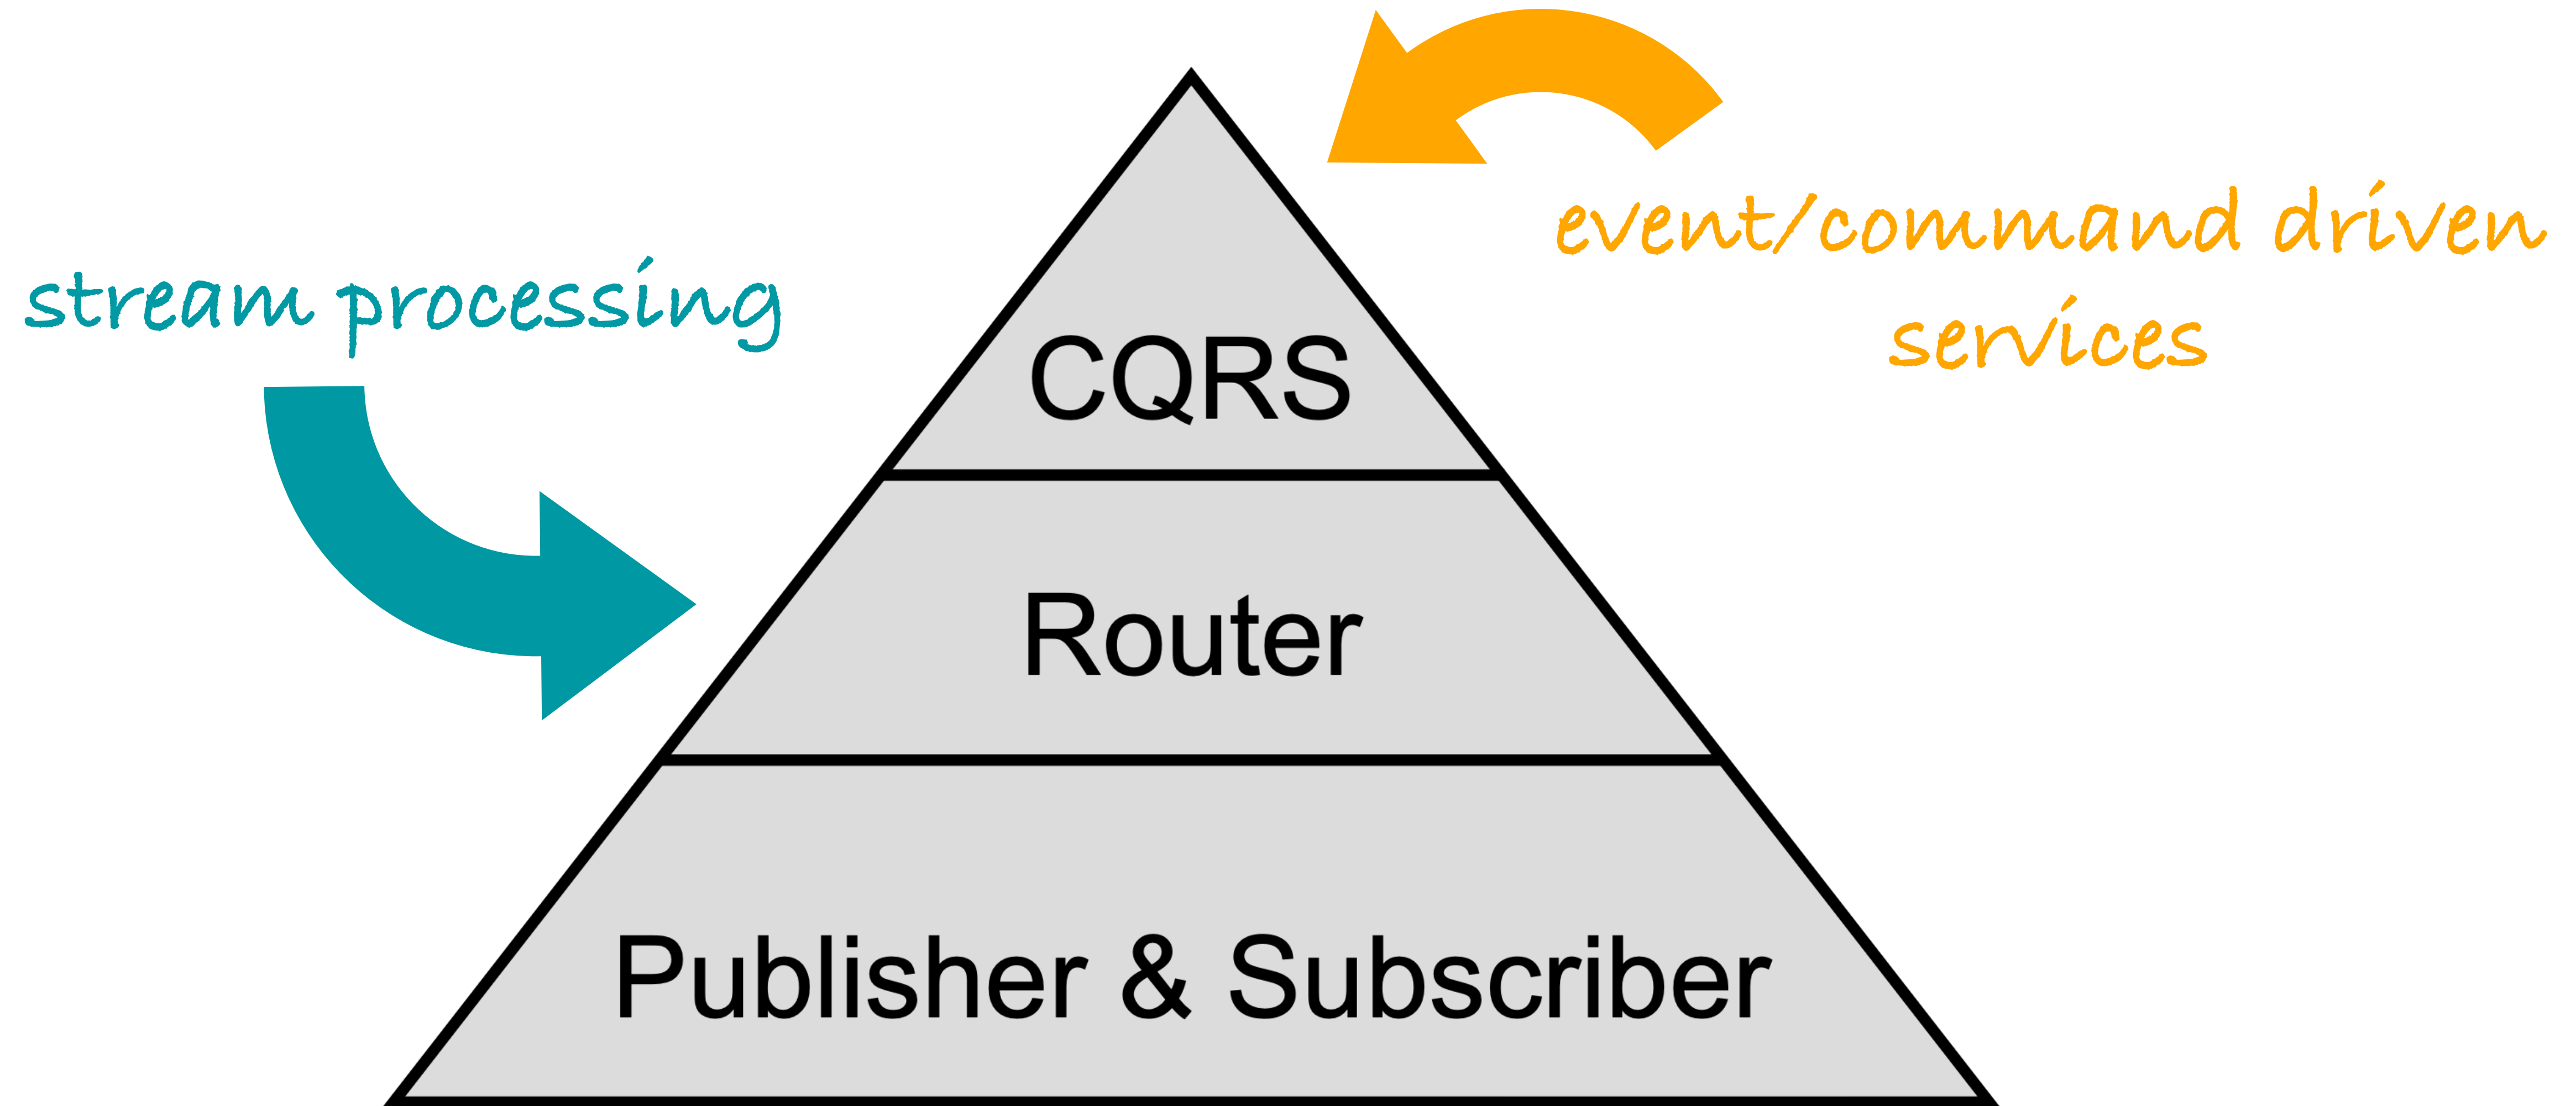 event/command driven
services
stream processing
CQRS
Router
Publisher & Subscriber